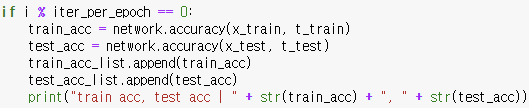 if i % iter_per_epoch == 0:
    train_acc = network.accuracy(x_train, t_train)
    test_acc = network.accuracy(x_test, t_test)
    train_acc_list.append(train_acc)
    test_acc_list.append(test_acc)
    print("train acc, test acc | " + str(train_acc) + ", " + str(test_acc))